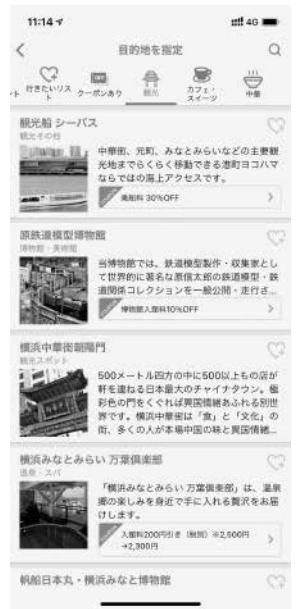 11:14
4G
目的地を指定
ト
行きたいリスト
クーポンあり
観光
カフェ・スイーツ
中華
観光船 シーバス
観光その他
中華街、元町、みなとみらいなどの主要観
光地までらくらく移動できる港町ヨコハマ
ならではの海上アクセスです。
乗船料 30%OFF
原鉄道模型博物館
博物館・美術館
当博物館では、鉄道模型製作・収集家とし
て世界的に著名な原信太郎の鉄道模型・鉄
道関係コレクションを一般公開・走行さ...
博物館入館料10%OFF
横浜中華街朝陽門
観光スポット
500メートル四方の中に500以上もの店が
軒を連ねる日本最大のチャイナタウン。極
彩色の門をくぐれば異国情緒あふれる別世
界です。横浜中華街は「食」と「文化」の
街、多くの人が本場中国の味と異国情緒...
横浜みなとみらい 万葉倶楽部
温泉・スパ
「横浜みなとみらい 万葉倶楽部」は、温泉
郷の楽しみを身近で手に入れる贅沢をお届
けします。
入館料200円引き（税別）※2,500円
→2,300円
帆船日本丸・横浜みなと博物館